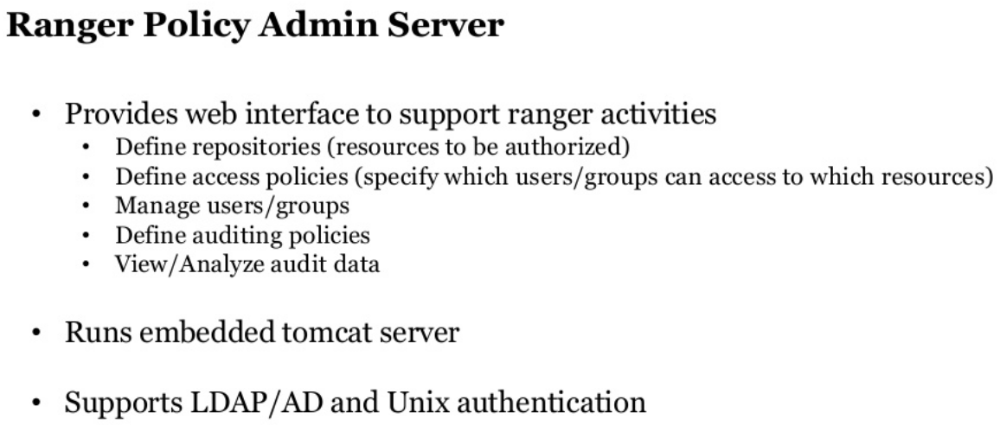 Ranger Policy Admin Server
• Provides web interface to support ranger activities
• Define repositories (resources to be authorized)
• Define access policies (specify which users/groups can access to which resources)
• Manage users/groups
• Define auditing policies
• View/Analyze audit data
• Runs embedded tomcat server
• Supports LDAP/AD and Unix authentication